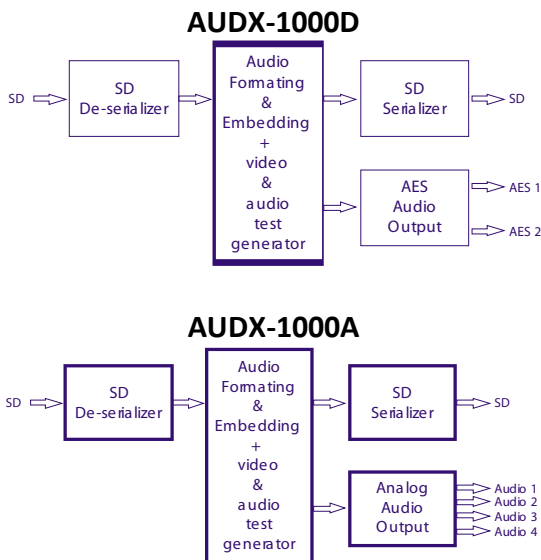 AUDX-1000D
SD
SD
De-serializer
Audio
Formating
&
Embedding
+
video
&
audio
test
generator
SD
Serializer
SD
AES
Audio
Output
AES 1
AES 2
AUDX-1000A
SD
SD
De-serializer
Audio
Formating
&
Embedding
+
video
&
audio
test
generator
SD
Serializer
SD
Analog
Audio
Output
Audio 1
Audio 2
Audio 3
Audio 4